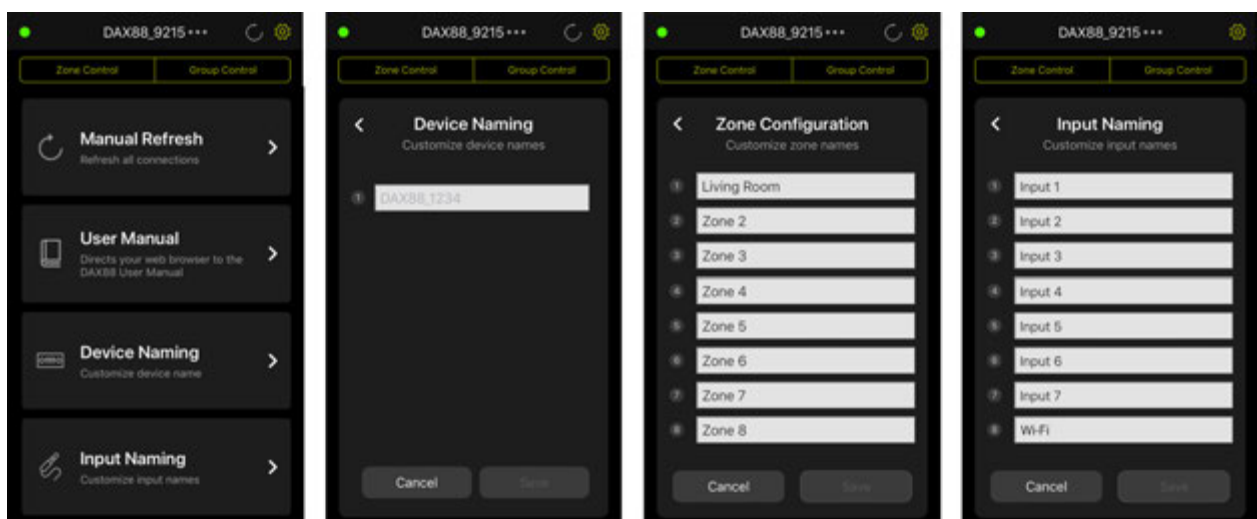 DAX88_9215•••
Zone Control Group Control
Manual Refresh
Refresh all connections
User Manual
Directs your web browser to the
DAX88 User Manual
Device Naming
Customize device name
Input Naming
Customize input names
DAX88_9215•••
Zone Control Group Control
Device Naming
Customize device names
1 DAX88_1234
Cancel Save
DAX88_9215•••
Zone Control Group Control
Zone Configuration
Customize zone names
1 Living Room
2 Zone 2
3 Zone 3
4 Zone 4
5 Zone 5
6 Zone 6
7 Zone 7
8 Zone 8
Cancel Save
DAX88_9215•••
Zone Control Group Control
Input Naming
Customize input names
1 Input 1
2 Input 2
3 Input 3
4 Input 4
5 Input 5
6 Input 6
7 Input 7
8 Wi-Fi
Cancel Save